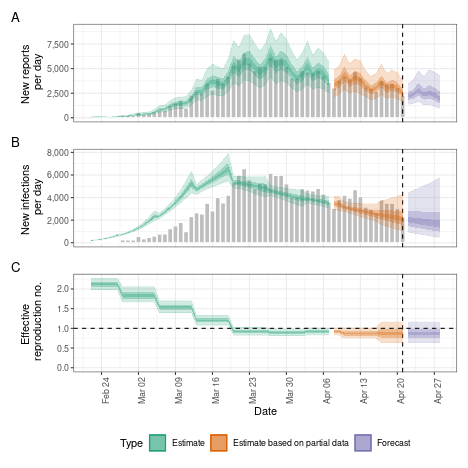 A
New reports
per day
7,500
5,000
2,500
0
B
New infections
per day
8,000
6,000
4,000
2,000
0
C
Effective
reproduction no.
2.0
1.5
1.0
0.5
0.0
Feb 24
Mar 02
Mar 09
Mar 16
Mar 23
Mar 30
Apr 06
Apr 13
Apr 20
Apr 27
Date
Type
Estimate
Estimate based on partial data
Forecast